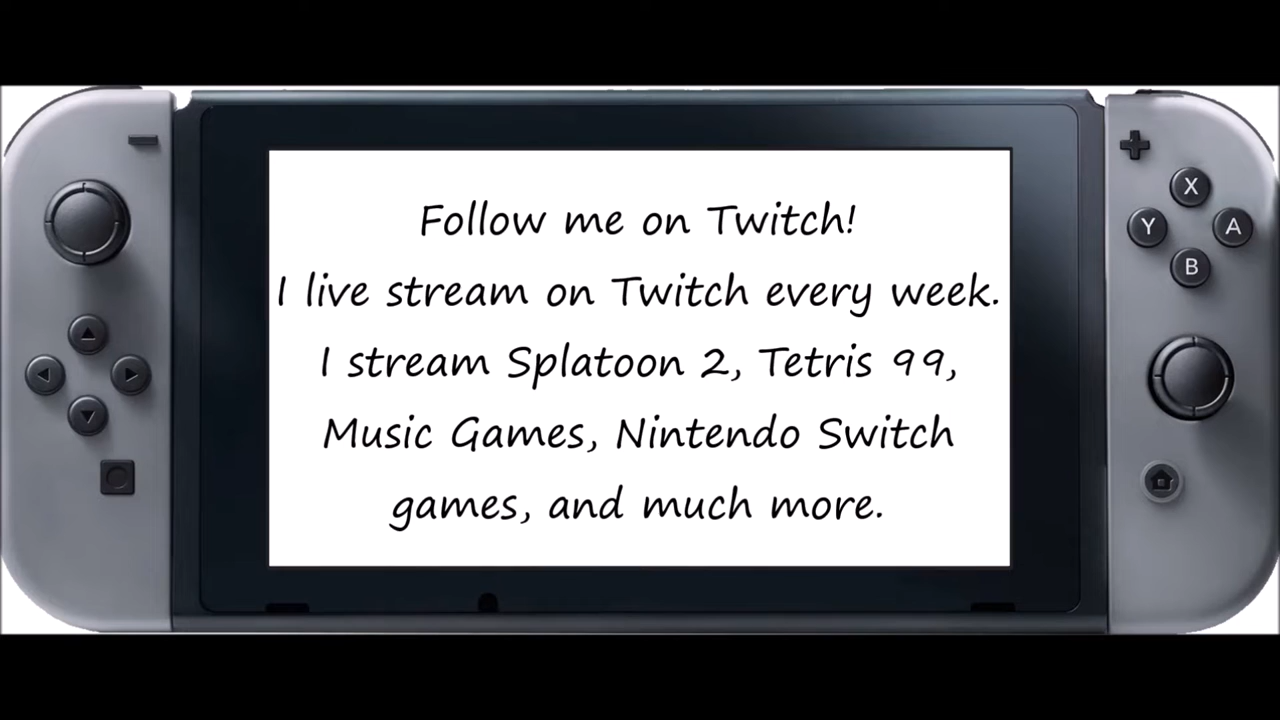 Follow me on Twitch!
I live stream on Twitch every week.
I stream Splatoon 2, Tetris 99,
Music Games, Nintendo Switch
games, and much more.
X
Y
A
B